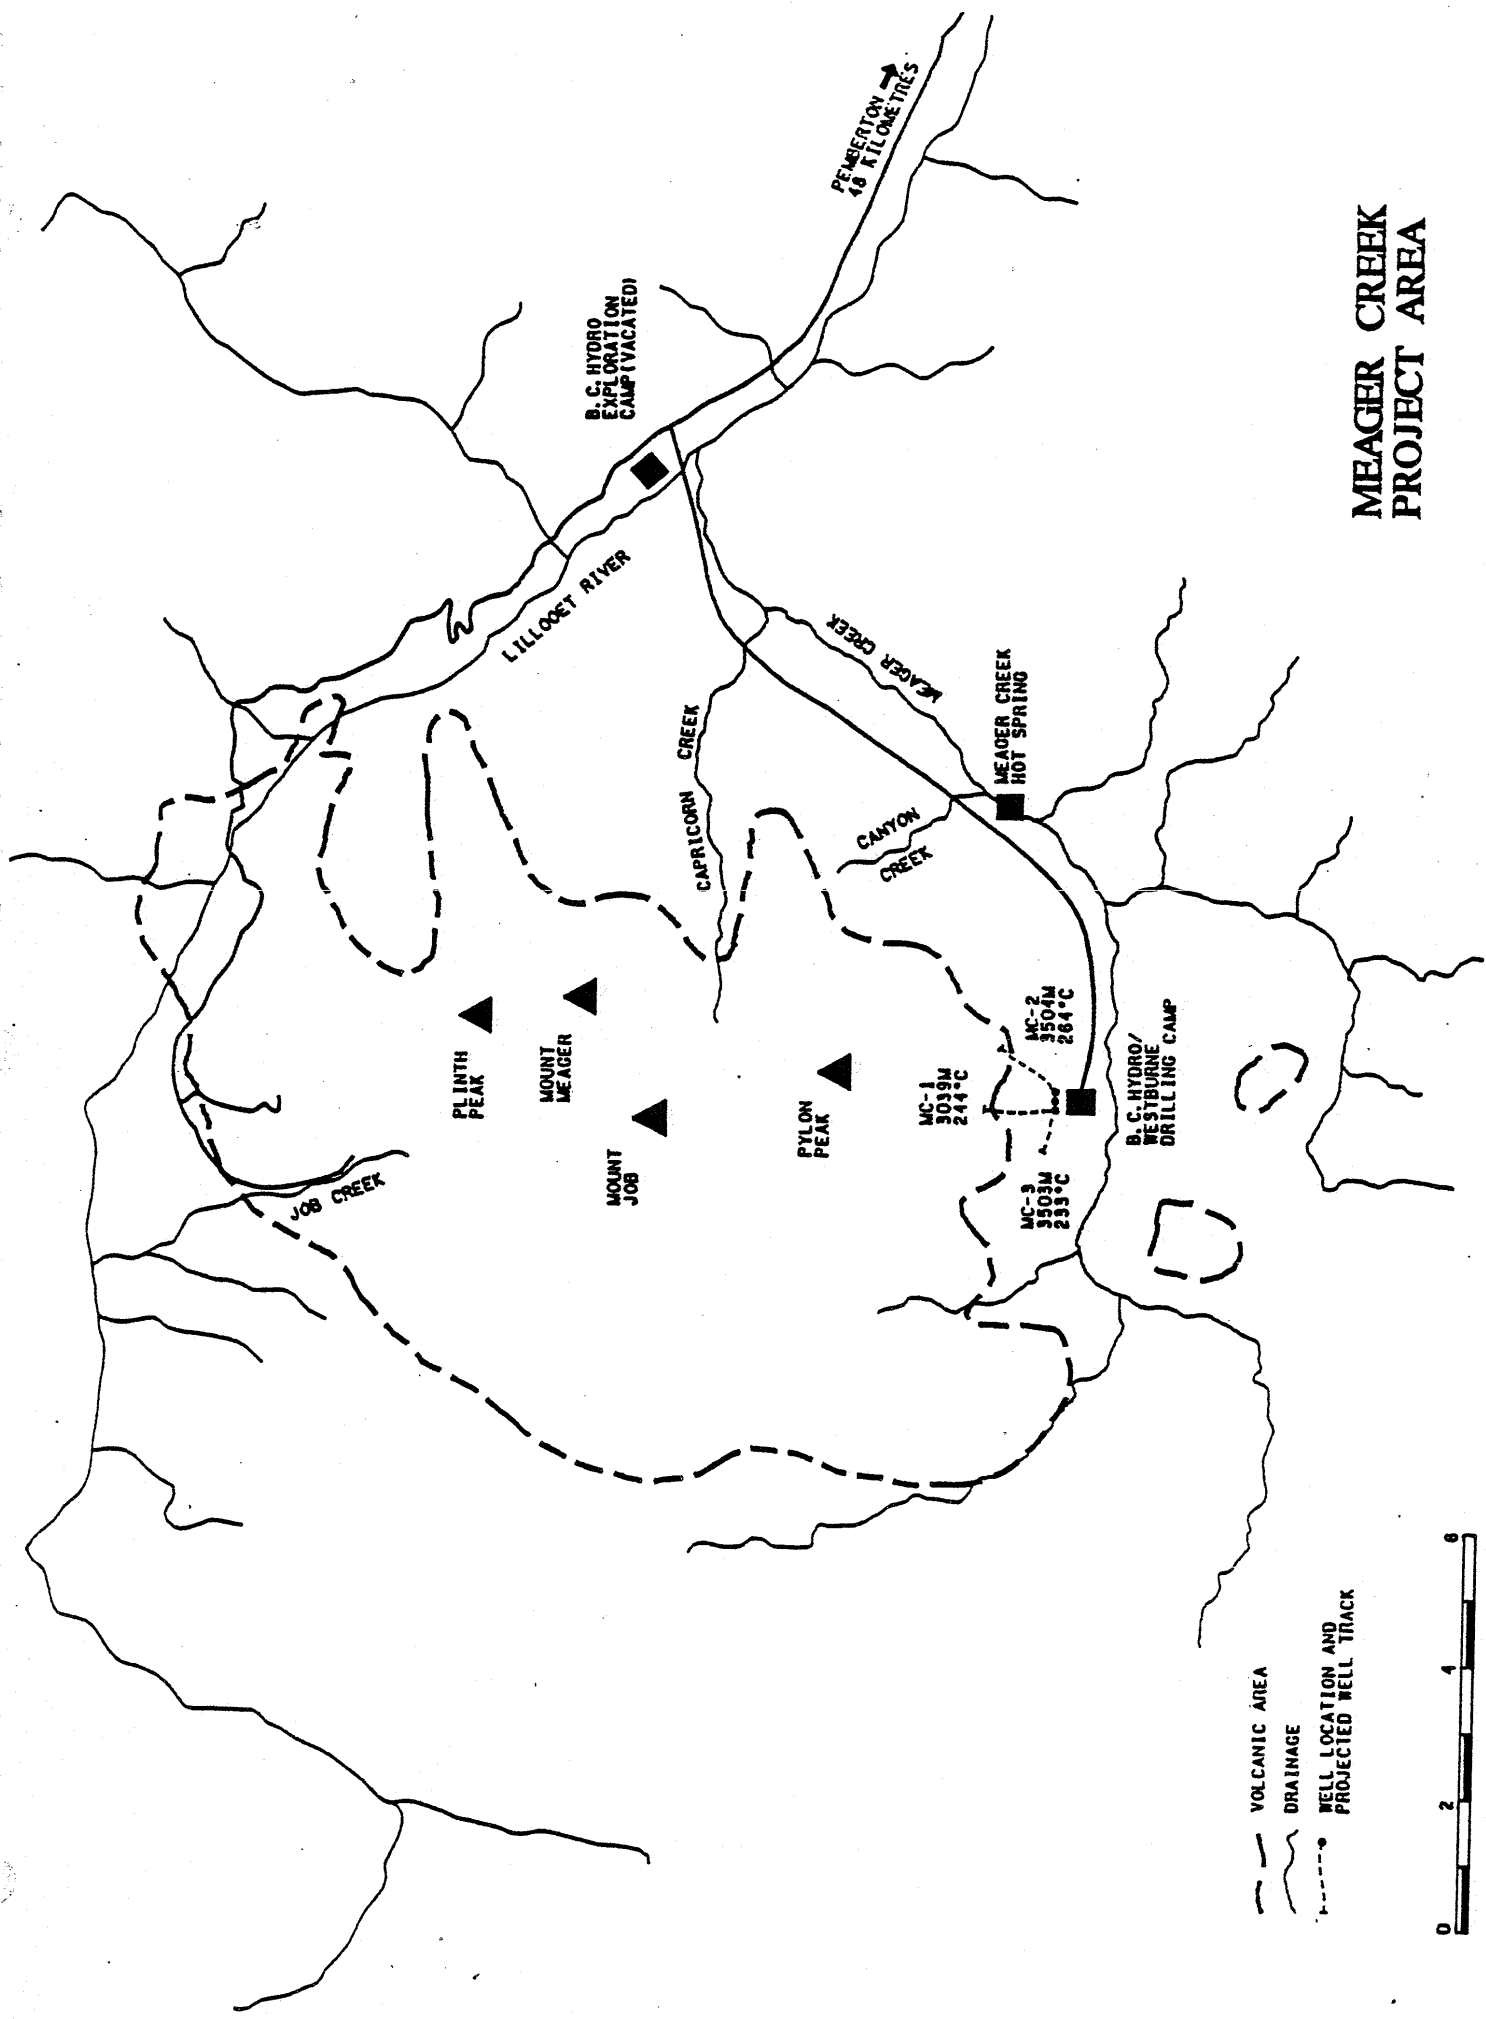 PEMBERTON
48 KILOMETRES
B.C. HYDRO
EXPLORATION
CAMP (VACATED)
LILLOOET RIVER
MEAGER CREEK
CAPRICORN CREEK
MEAGER CREEK
HOT SPRING
CANYON
CREEK
PLINTH
PEAK
MOUNT
MEAGER
MOUNT
JOB
PYLON
PEAK
JOB CREEK
MC-1
3039M
244°C
MC-2
3504M
264°C
MC-3
3503M
233°C
B.C. HYDRO/
WESTBURNE
DRILLING CAMP
VOLCANIC AREA
DRAINAGE
WELL LOCATION AND
PROJECTED WELL TRACK
0 2 4 6
MEAGER CREEK
PROJECT AREA